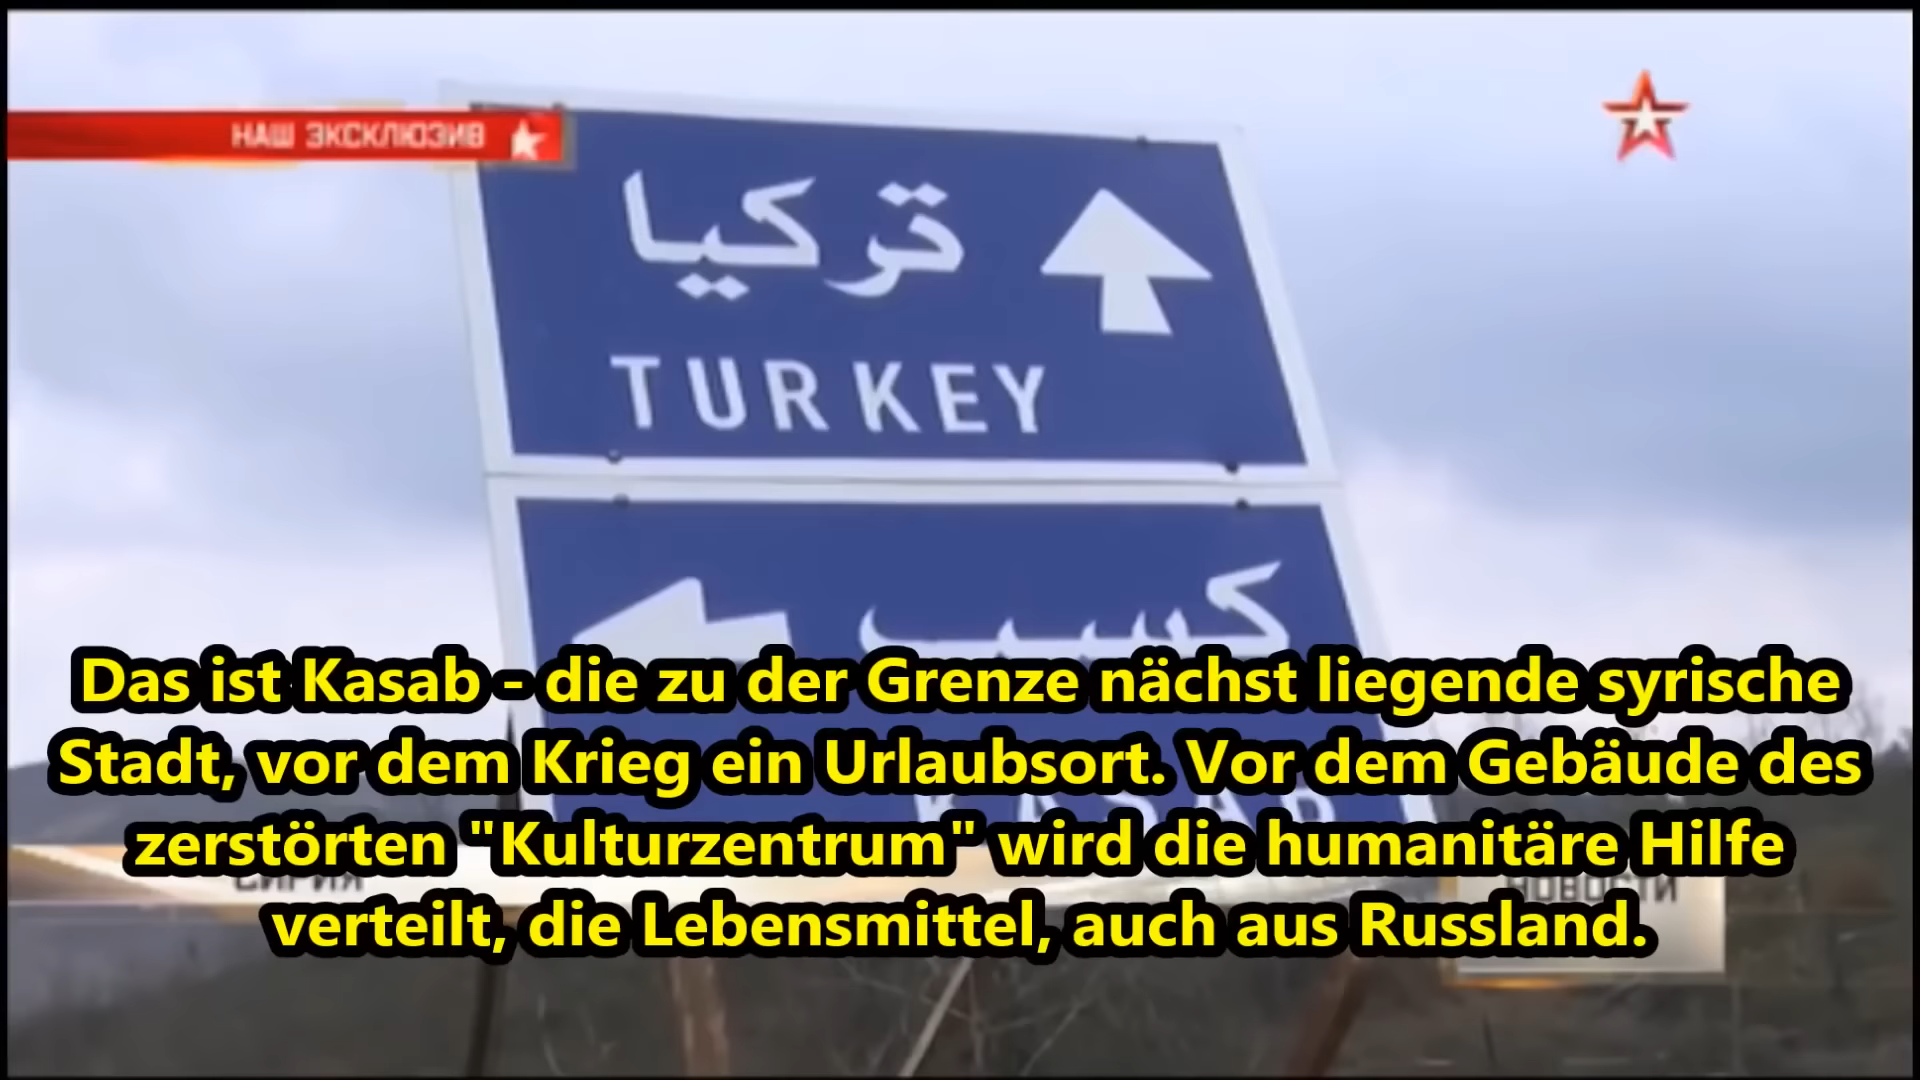 НАШ ЭКСКЛЮЗИВ
تركيا
TURKEY
كسب
KASAB
Das ist Kasab - die zu der Grenze nächst liegende syrische
Stadt, vor dem Krieg ein Urlaubsort. Vor dem Gebäude des
zerstörten "Kulturzentrum" wird die humanitäre Hilfe
verteilt, die Lebensmittel, auch aus Russland.
СИРИЯ
НОВОСТИ